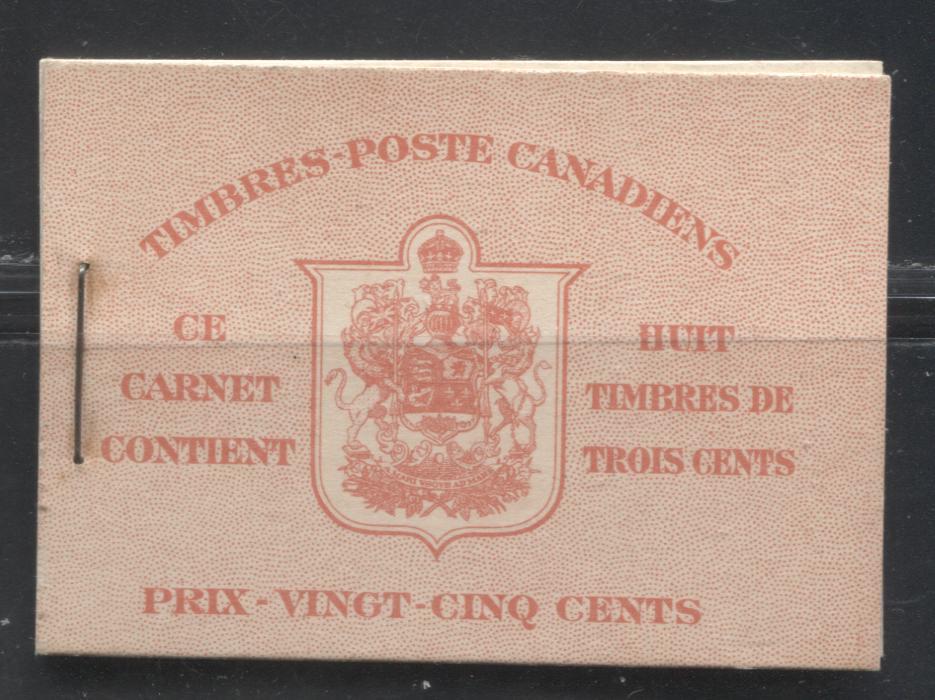 TIMBRES-POSTE CANADIENS
CE
CARNET
CONTIENT
HUIT
TIMBRES DE
TROIS CENTS
PRIX-VINGT-CINQ CENTS